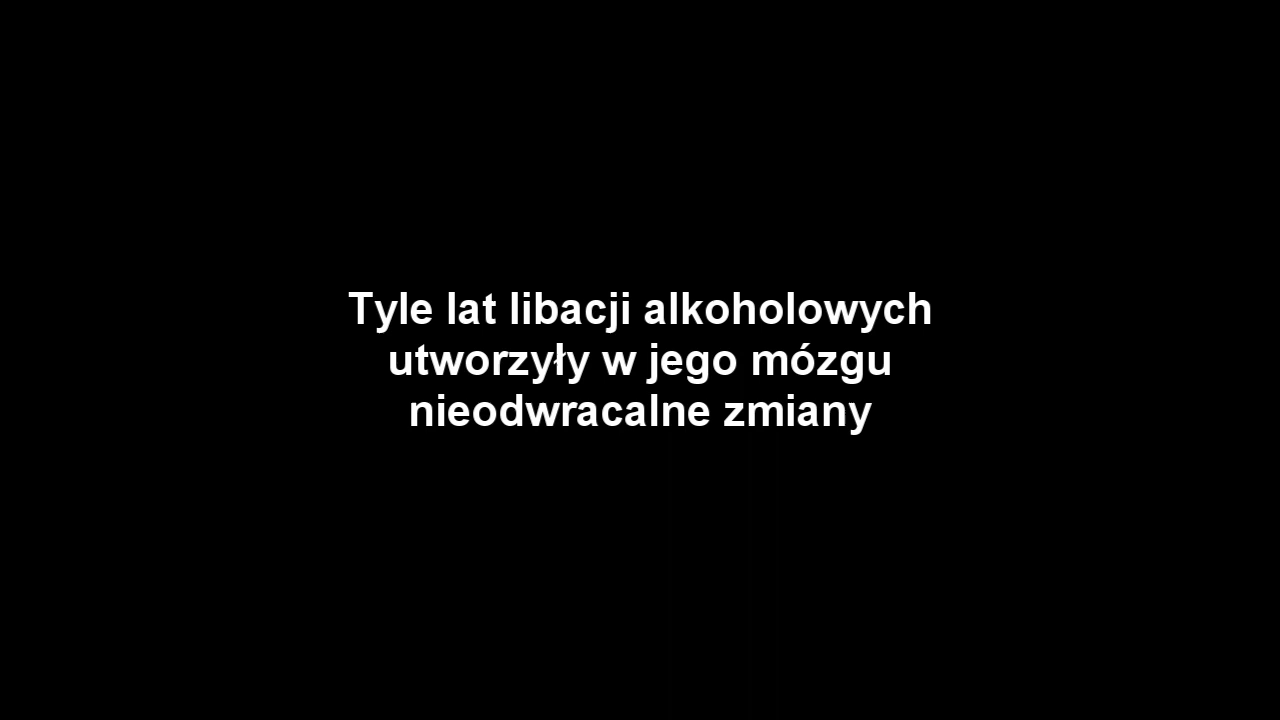 Tyle lat libacji alkoholowych
utworzyły w jego mózgu
nieodwracalne zmiany